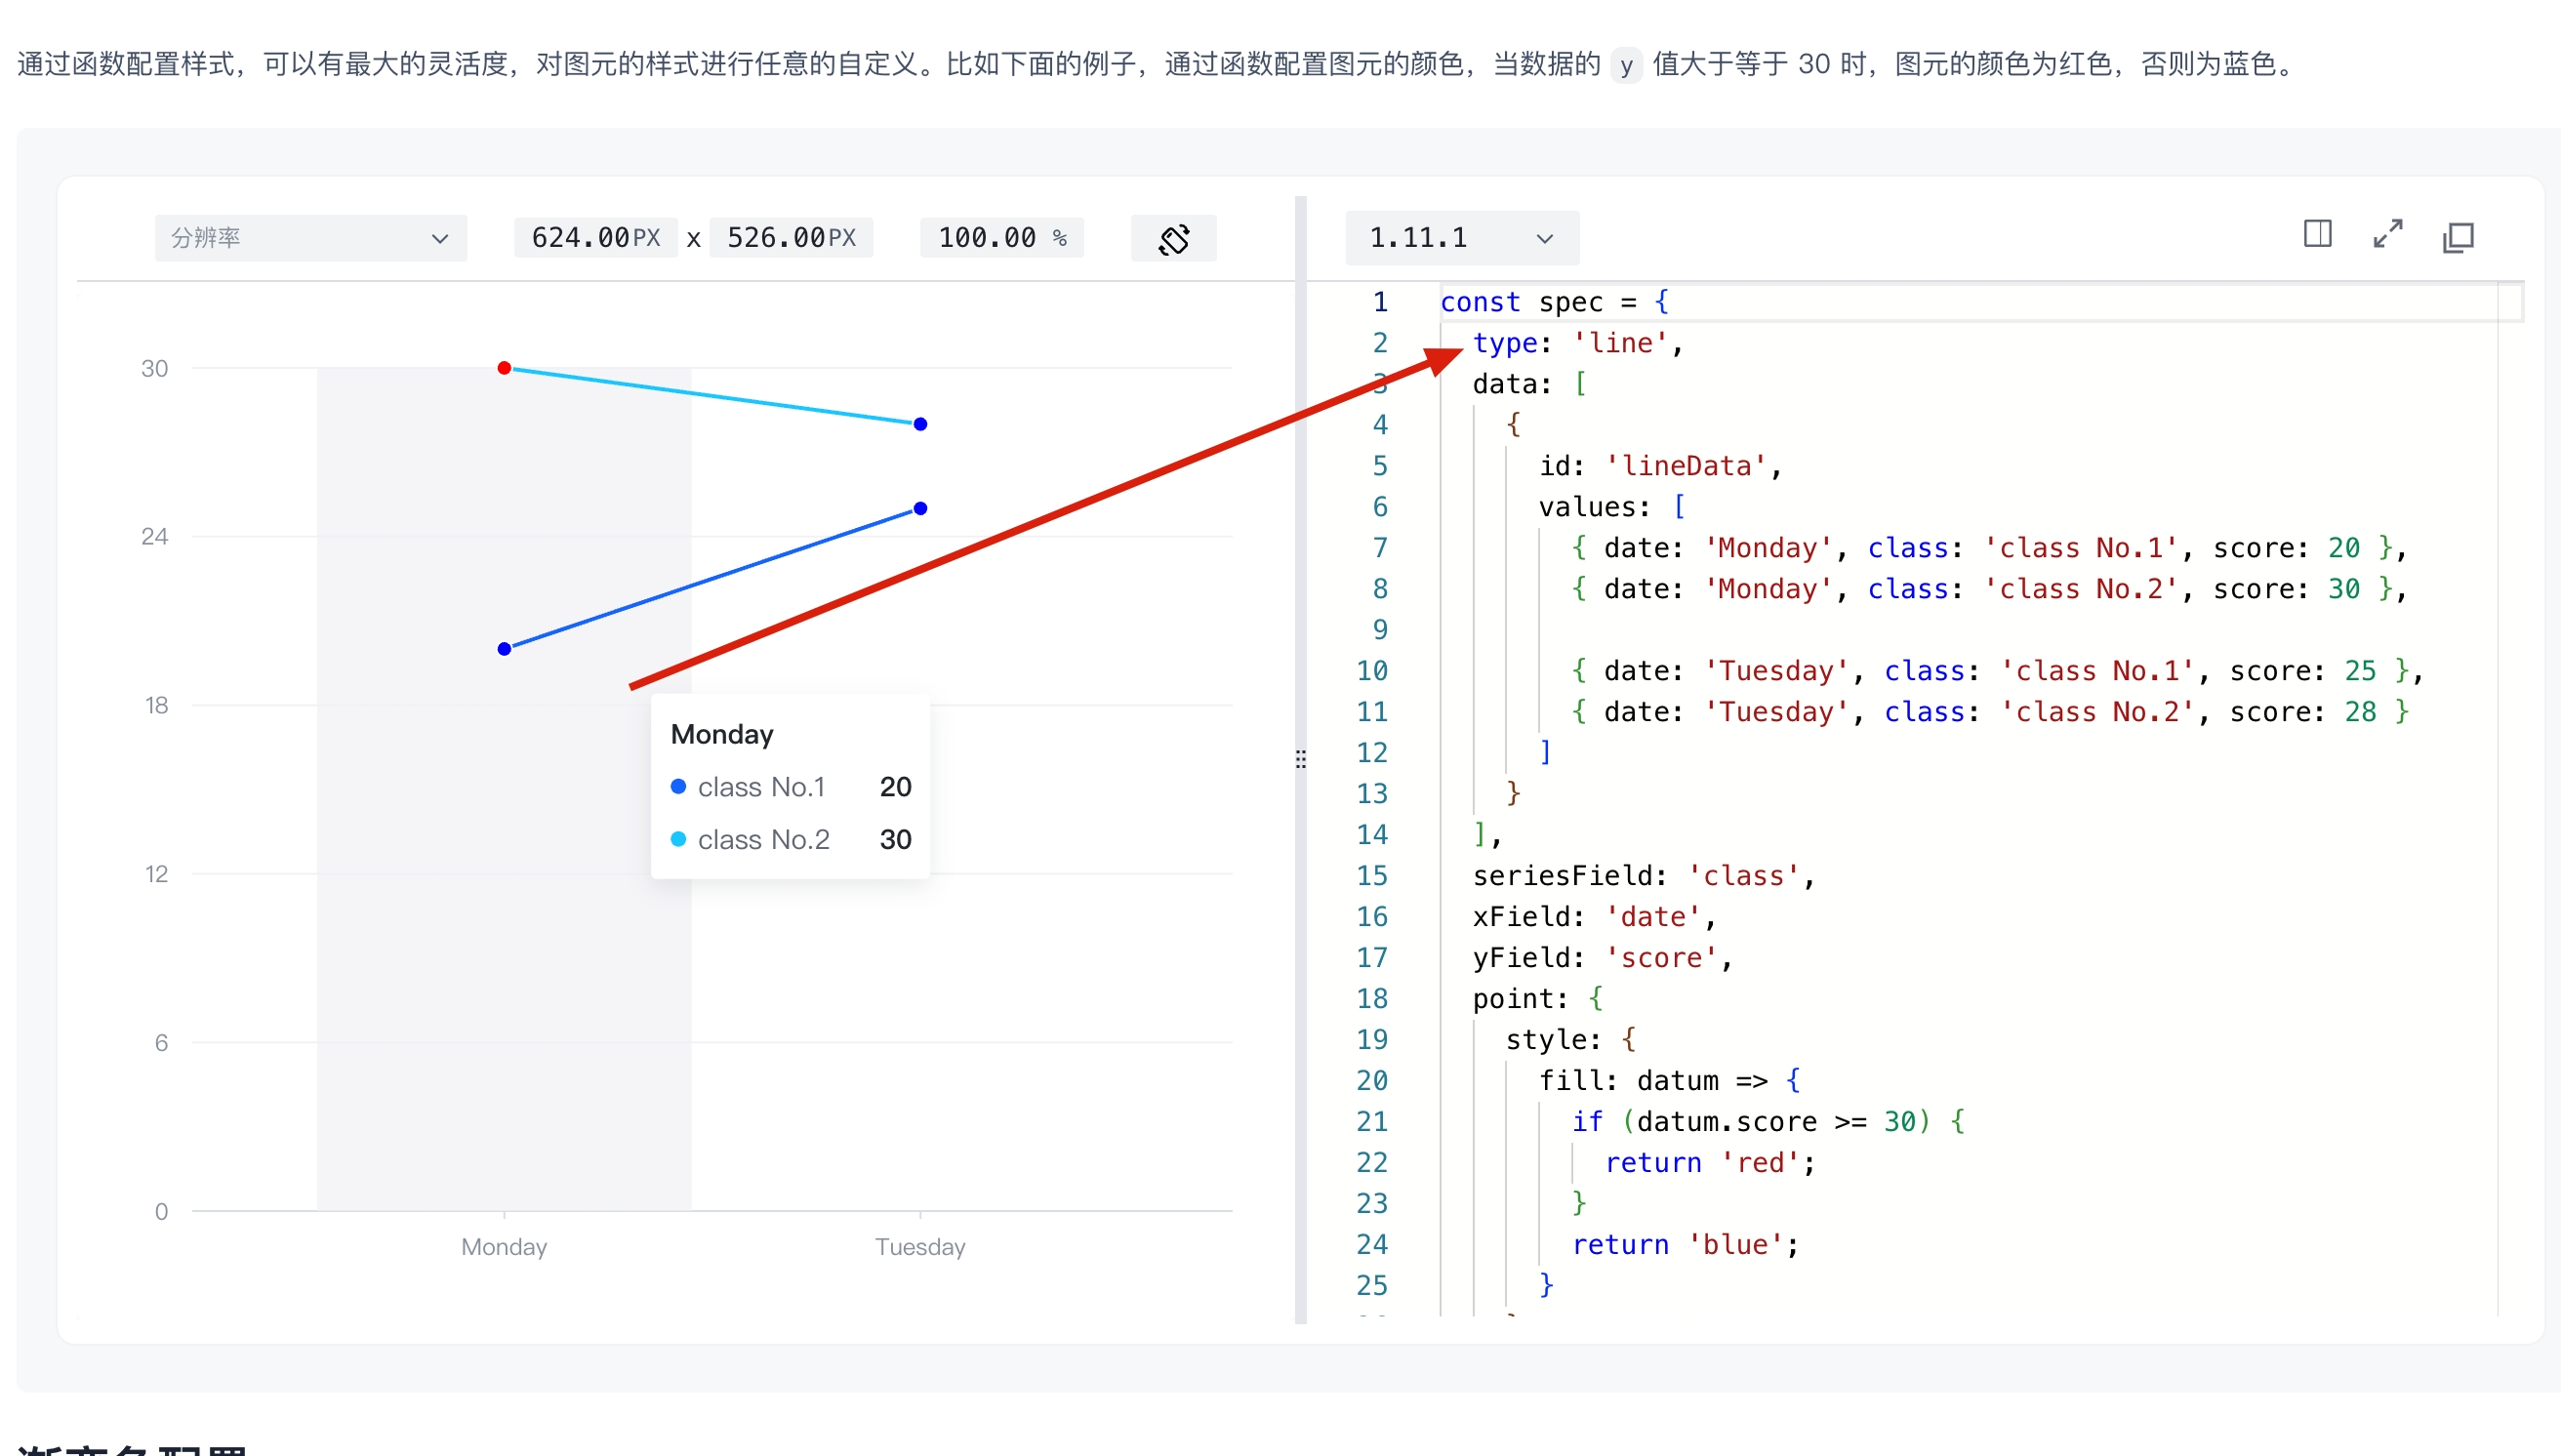 通过函数配置样式，可以有最大的灵活度，对图元的样式进行任意的自定义。比如下面的例子，通过函数配置图元的颜色，当数据的 y 值大于等于 30 时，图元的颜色为红色，否则为蓝色。
分辨率 624.00PX x 526.00PX 100.00 %
30
24
18
12
6
0
Monday Tuesday
Monday
class No.1 20
class No.2 30
1.11.1
1 const spec = {
2 type: 'line',
3 data: [
4 {
5 id: 'lineData',
6 values: [
7 { date: 'Monday', class: 'class No.1', score: 20 },
8 { date: 'Monday', class: 'class No.2', score: 30 },
9
10 { date: 'Tuesday', class: 'class No.1', score: 25 },
11 { date: 'Tuesday', class: 'class No.2', score: 28 }
12 ]
13 }
14 ],
15 seriesField: 'class',
16 xField: 'date',
17 yField: 'score',
18 point: {
19 style: {
20 fill: datum => {
21 if (datum.score >= 30) {
22 return 'red';
23 }
24 return 'blue';
25 }
渐变色配置